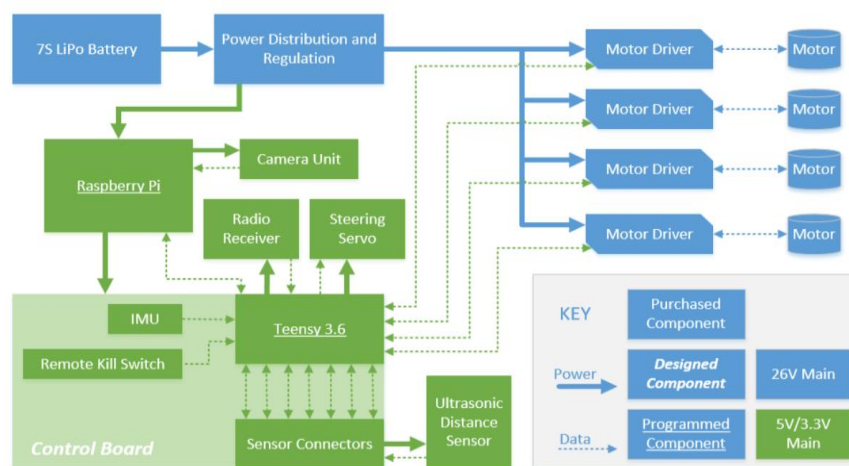 7S LiPo Battery
Power Distribution and
Regulation
Motor Driver
Motor
Motor Driver
Motor
Motor Driver
Motor
Motor Driver
Motor
Raspberry Pi
Camera Unit
Radio
Receiver
Steering
Servo
IMU
Teensy 3.6
Remote Kill Switch
Control Board
Sensor Connectors
Ultrasonic
Distance
Sensor
KEY
Purchased
Component
Power
Designed
Component
26V Main
Data
Programmed
Component
5V/3.3V
Main